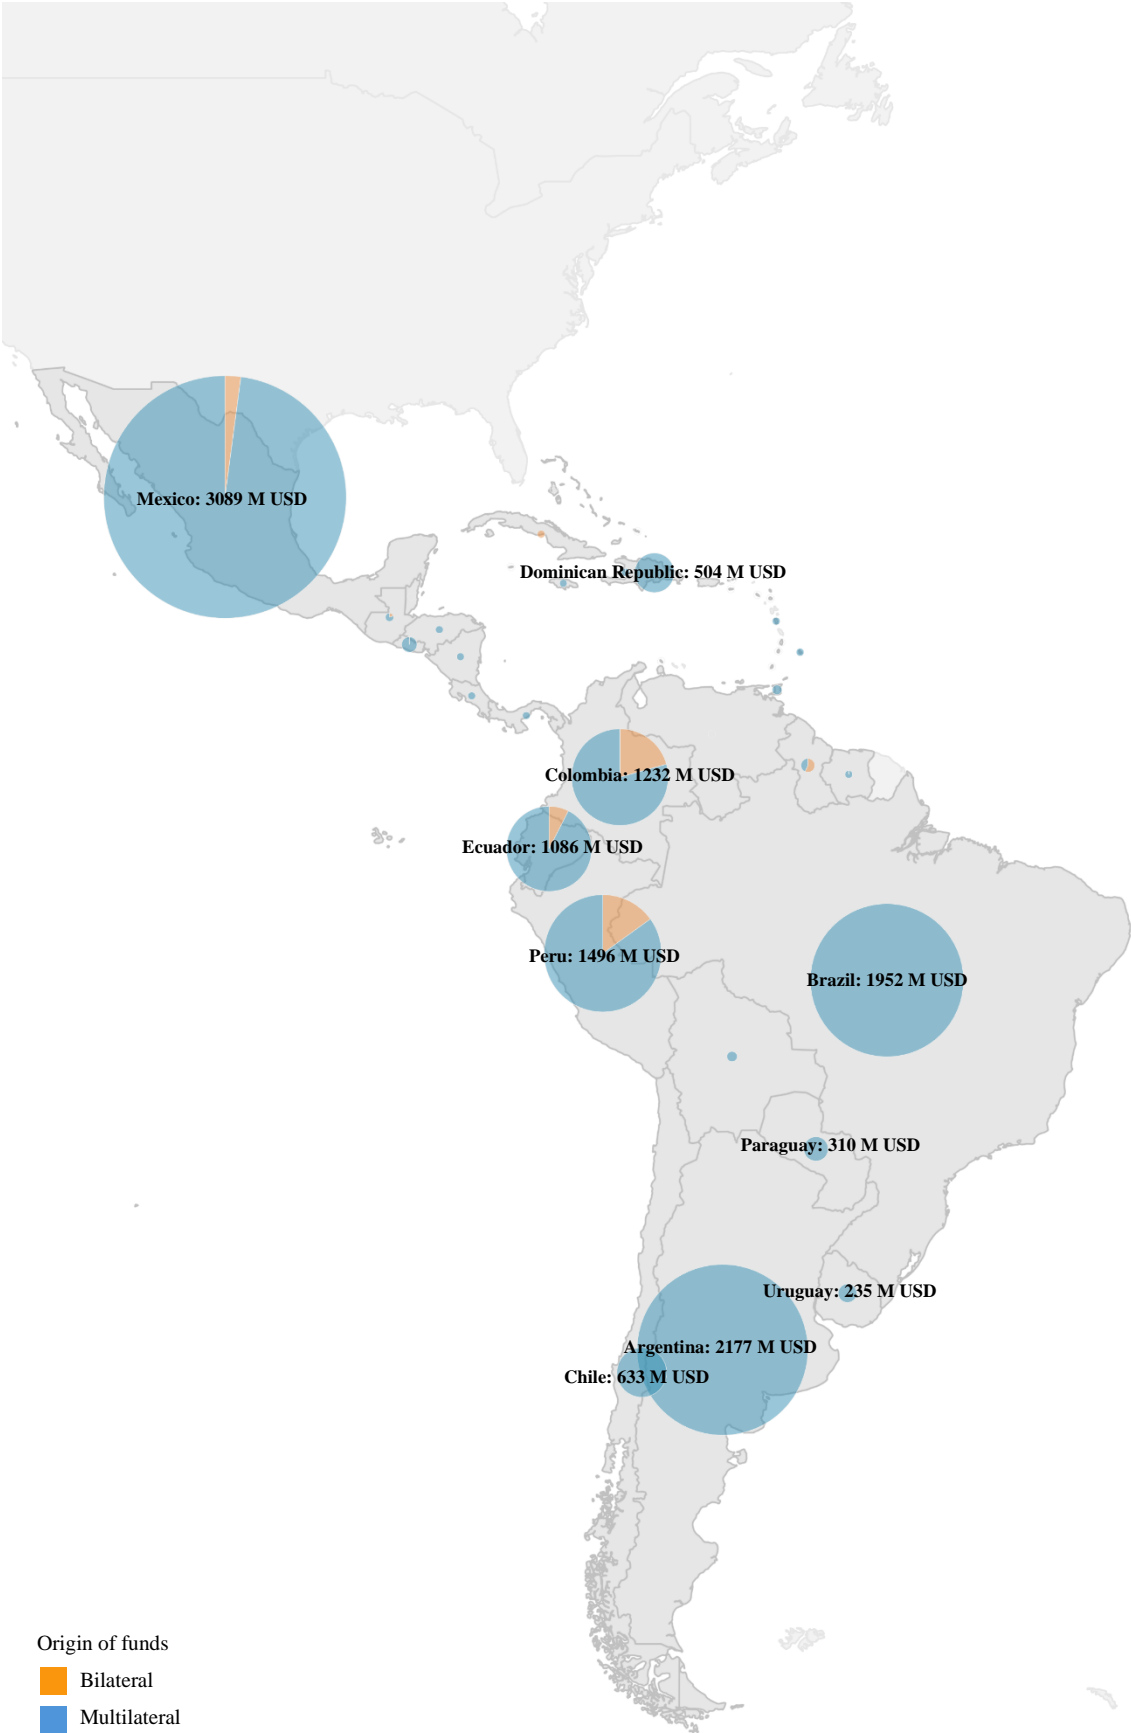 Mexico: 3089 M USD
Dominican Republic: 504 M USD
Colombia: 1232 M USD
Ecuador: 1086 M USD
Peru: 1496 M USD
Brazil: 1952 M USD
Paraguay: 310 M USD
Uruguay: 235 M USD
Argentina: 2177 M USD
Chile: 633 M USD
Origin of funds
Bilateral
Multilateral